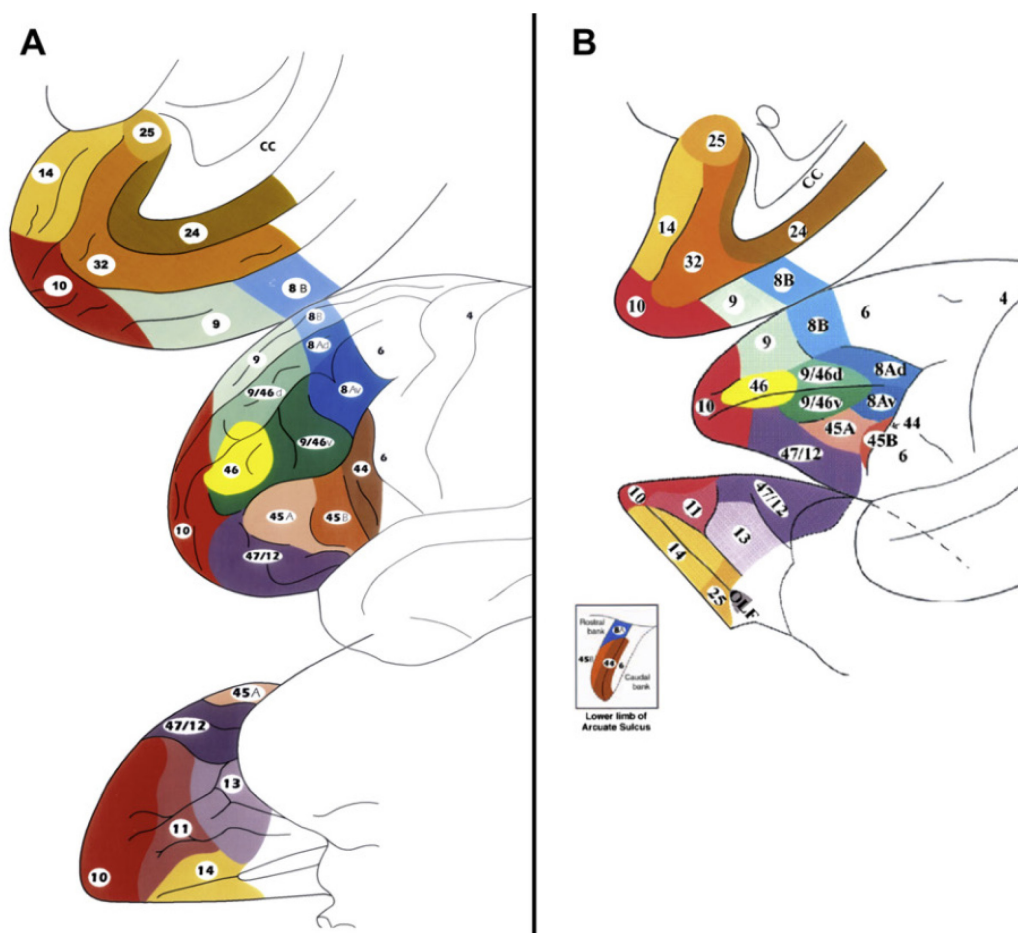 A
25
14
CC
24
32
10
8B
9
8B
8Ad
4
9
6
9/46d
8Av
9/46v
46
44
6
45A
45B
10
47/12
45A
47/12
13
11
14
10
B
25
CC
14
24
32
8B
10
9
6
4
8B
9
9/46d
8Ad
46
9/46v
8Av
10
44
45A
45B
47/12
6
10
47/12
11
13
14
25
OLF
Rostral
bank
45B
44
6
Caudal
bank
Lower limb of
Arcuate Sulcus